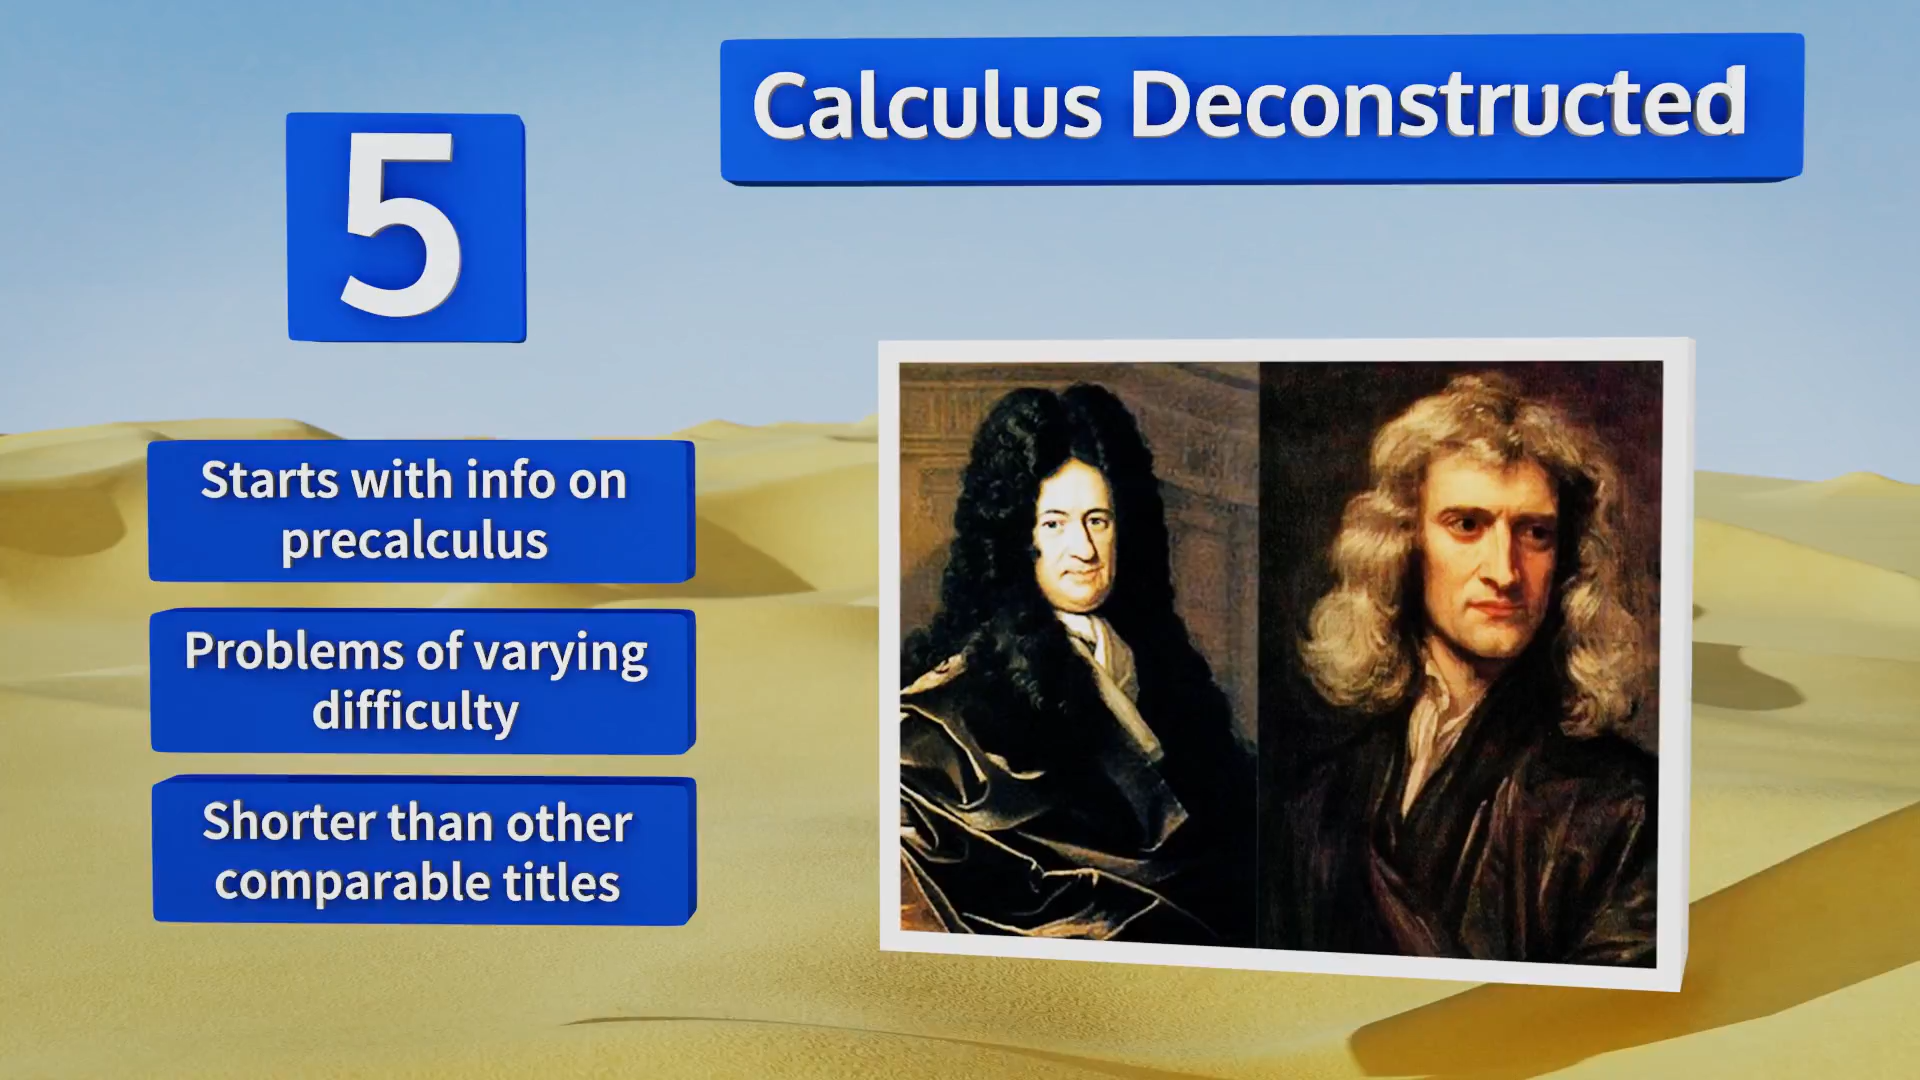 5
Calculus Deconstructed
Starts with info on
precalculus
Problems of varying
difficulty
Shorter than other
comparable titles